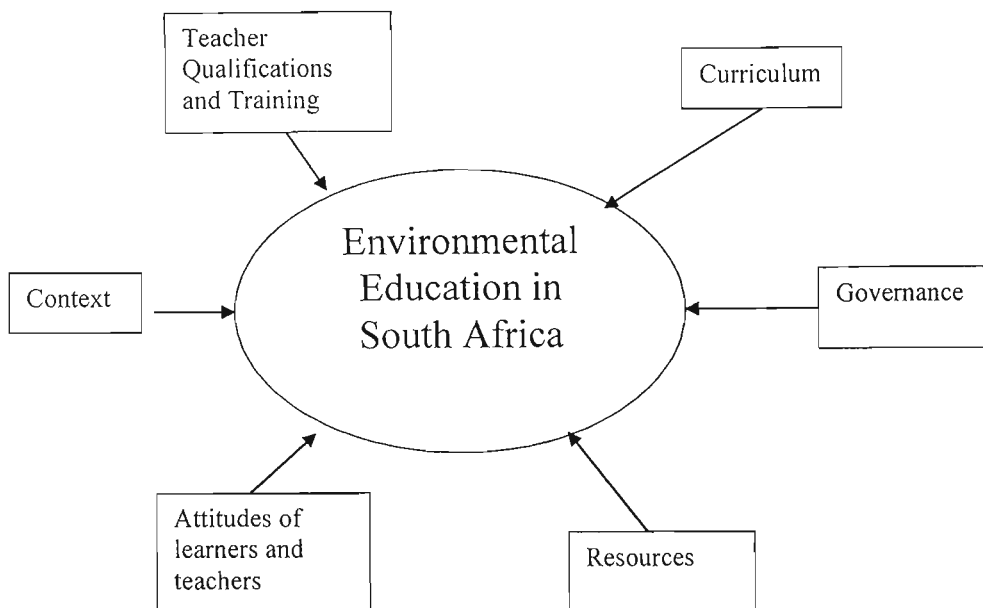 Teacher
Qualifications
and Training
Curriculum
Environmental
Education in
South Africa
Context
Governance
Attitudes of
learners and
teachers
Resources